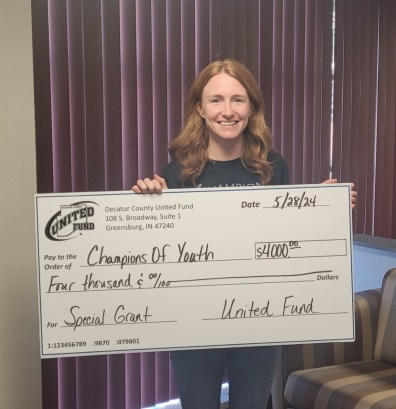 CHAMPION
UNITED
FUND
Decatur County United Fund
108 S. Broadway, Suite 1
Greensburg, IN 47240
Date 5/28/24
Pay to the
Order of Champions Of Youth $4000.00
Four thousand & 00/100 Dollars
For Special Grant United Fund
1:123456789 :9870 :079801